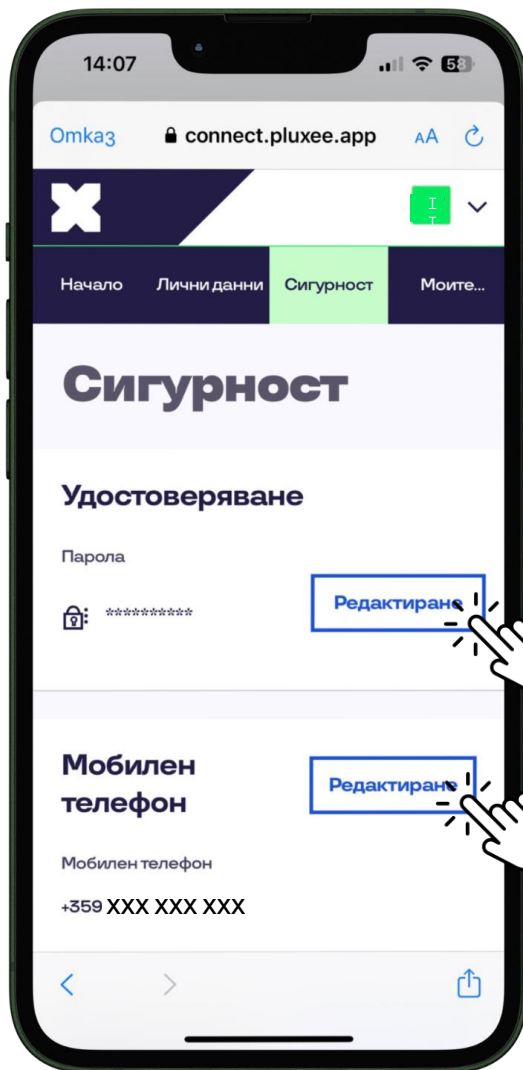 14:07
58
Отказ connect.pluxee.app AA
I
Начало Лични данни Сигурност Моите...
Сигурност
Удостоверяване
Парола
********** Редактиране
Мобилен
телефон
Редактиране
Мобилен телефон
+359 XXX XXX XXX